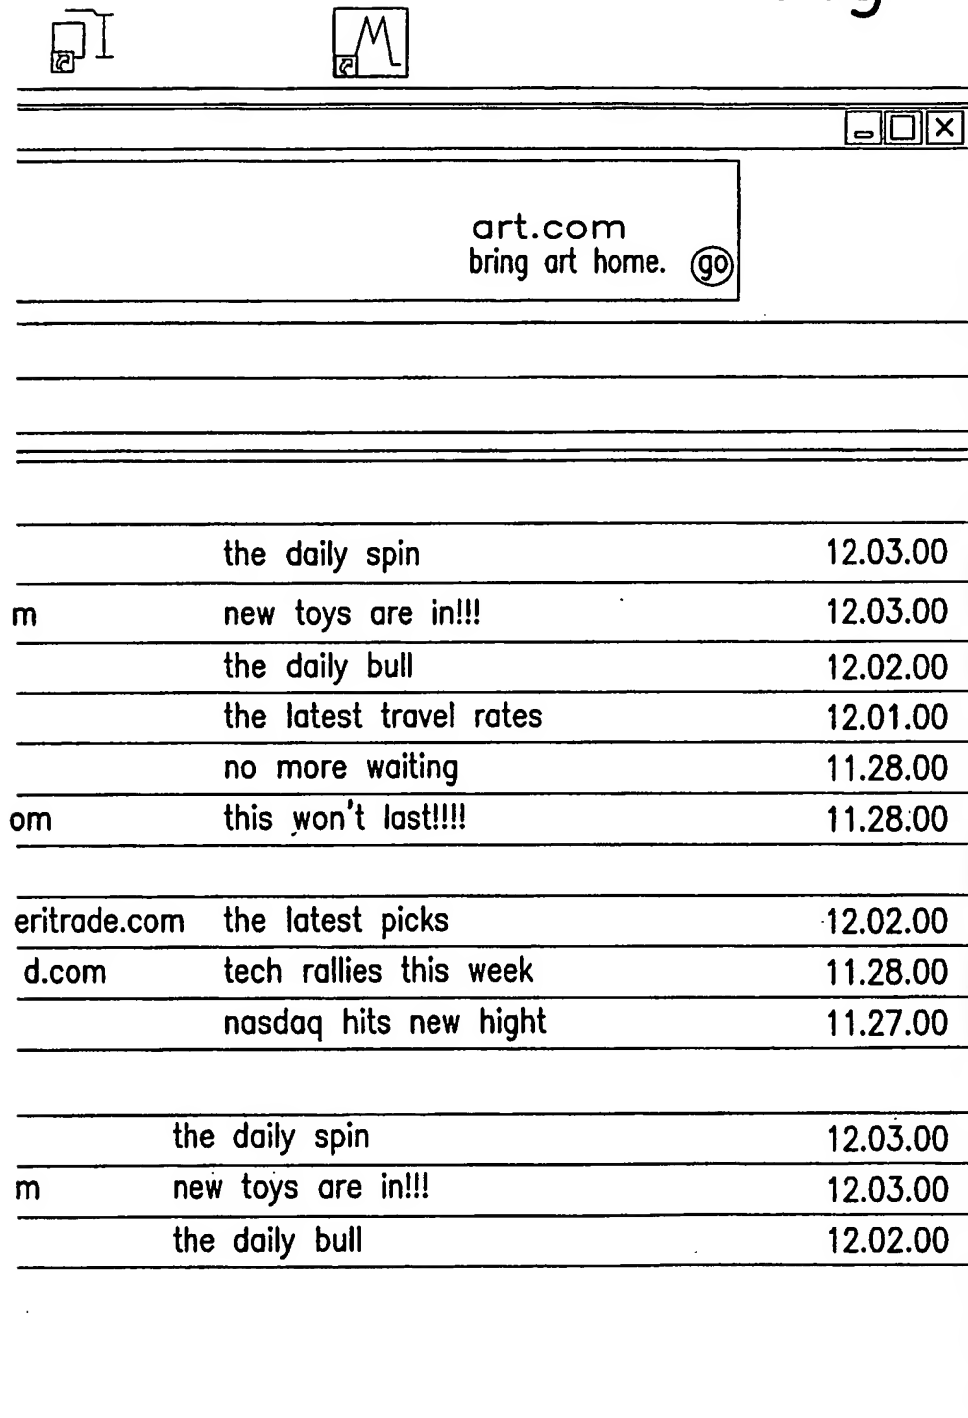 art.com
bring art home. go
the daily spin 12.03.00
m new toys are in!!! 12.03.00
the daily bull 12.02.00
the latest travel rates 12.01.00
no more waiting 11.28.00
om this won't last!!!! 11.28.00
eritrade.com the latest picks 12.02.00
d.com tech rallies this week 11.28.00
nasdaq hits new hight 11.27.00
the daily spin 12.03.00
m new toys are in!!! 12.03.00
the daily bull 12.02.00